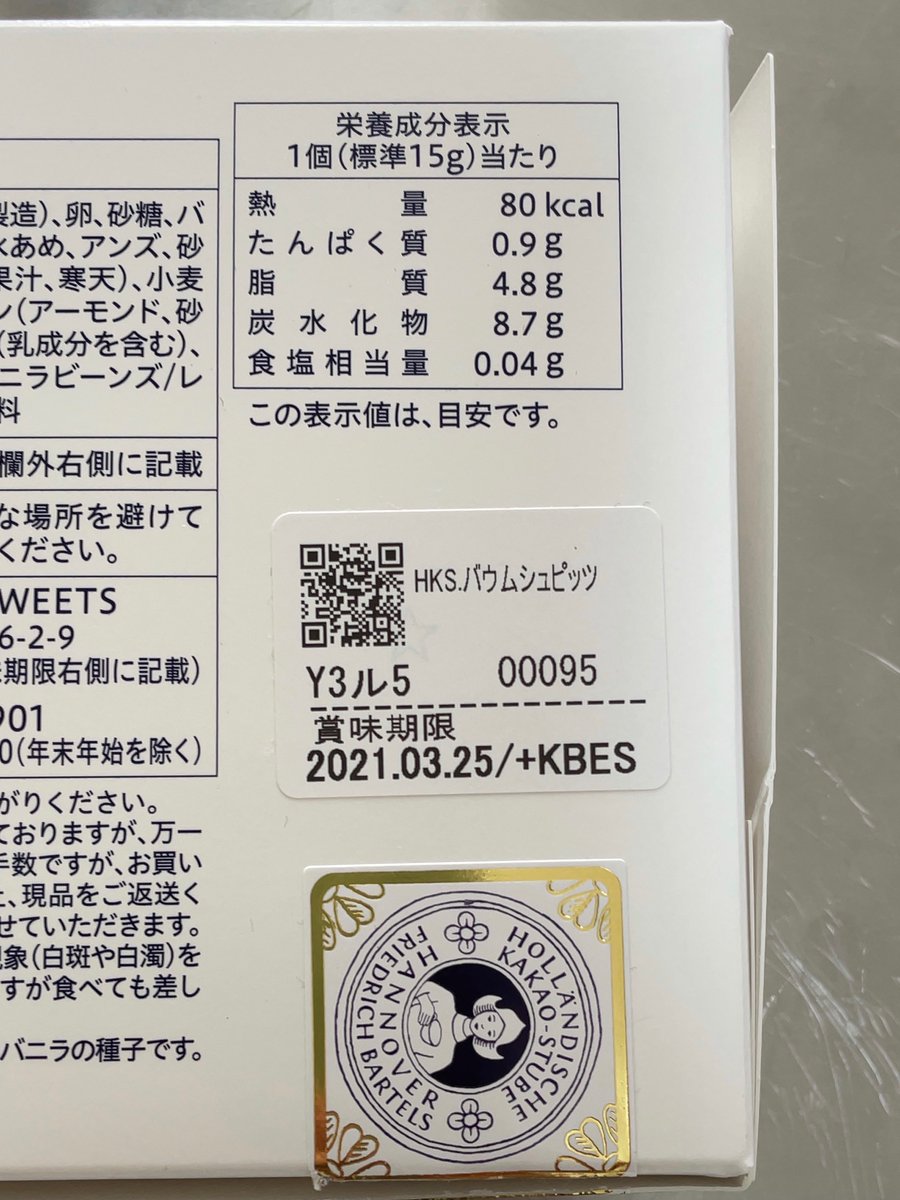 栄養成分表示
1個(標準15g)当たり
熱量 80 kcal
たんぱく質 0.9 g
脂質 4.8 g
炭水化物 8.7 g
食塩相当量 0.04 g
この表示値は、目安です。
製造)、卵、砂糖、バ
水あめ、アンズ、砂
果汁、寒天)、小麦
ン(アーモンド、砂
(乳成分を含む)、
ニラビーンズ/レ
料
欄外右側に記載
な場所を避けて
ください。
WEETS
6-2-9
期限右側に記載)
901
0(年末年始を除く)
がりください。
ておりますが、万一
手数ですが、お買い
、現品をご返送く
せていただきます。
現象(白斑や白濁)を
すが食べても差し
バニラの種子です。
HKS.バウムシュピッツ
Y3ル5 00095
賞味期限
2021.03.25/+KBES
HOLLÄNDISCHE
KAKAO-STUBE
HANNOVER
FRIEDRICH BARTELS